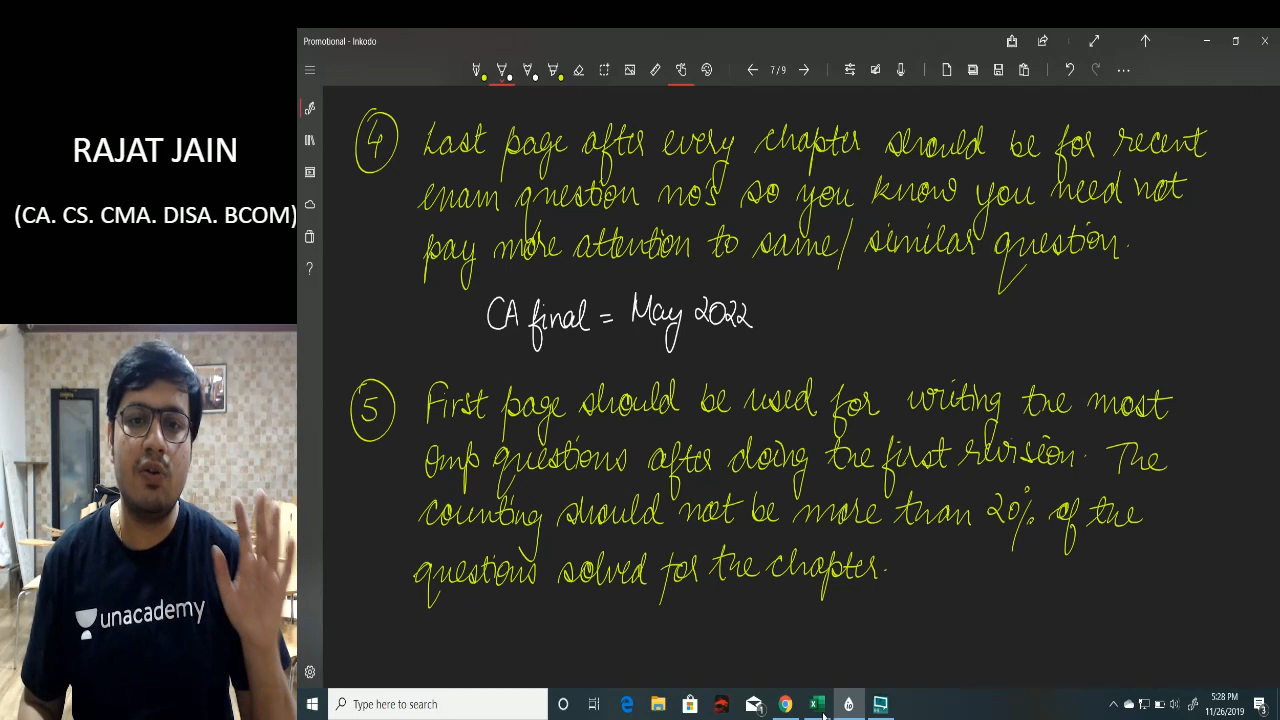 RAJAT JAIN
(CA. CS. CMA. DISA. BCOM)
Promotional - Inkodo
7/9
4 Last page after every chapter should be for recent
exam question no's so you know you need not
pay more attention to same/similar question.
CA final = May 2022
5 First page should be used for writing the most
Imp questions after doing the first revision. The
counting should not be more than 20% of the
questions solved for the chapter.
unacademy
Type here to search
5:28 PM
11/26/2019